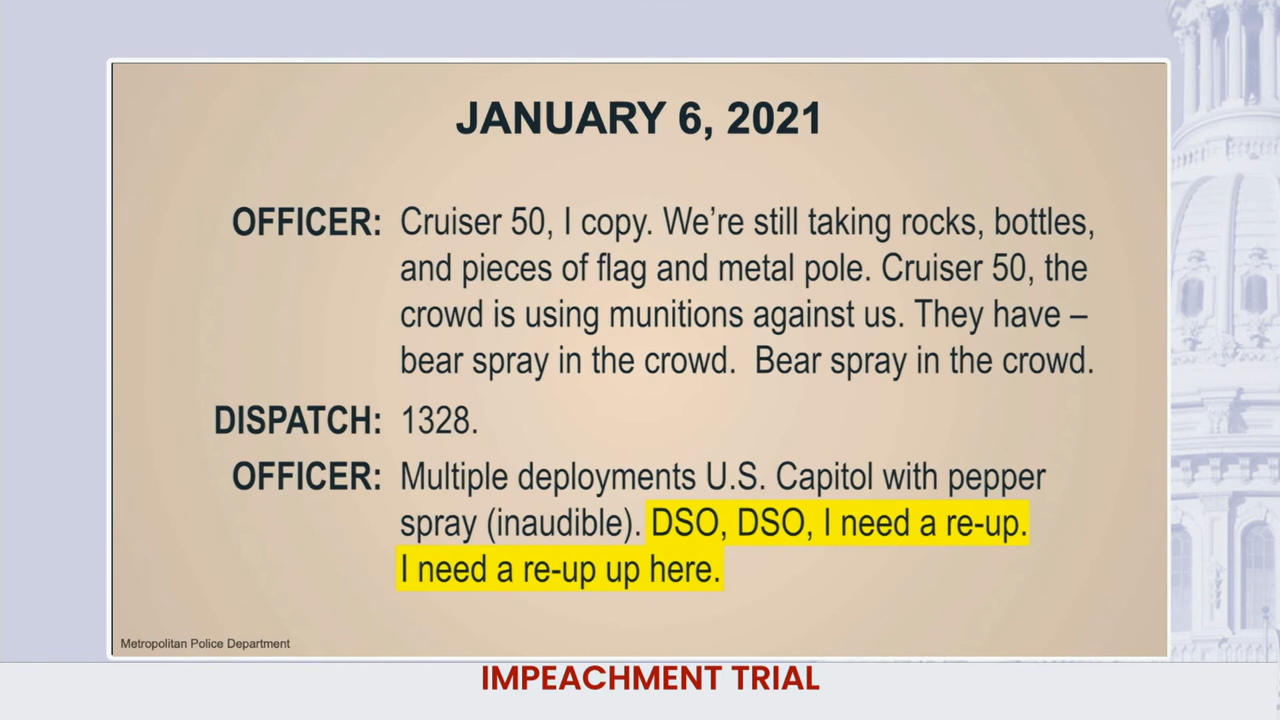 JANUARY 6, 2021
OFFICER: Cruiser 50, I copy. We’re still taking rocks, bottles,
and pieces of flag and metal pole. Cruiser 50, the
crowd is using munitions against us. They have –
bear spray in the crowd.  Bear spray in the crowd.
DISPATCH: 1328.
OFFICER: Multiple deployments U.S. Capitol with pepper
spray (inaudible). DSO, DSO, I need a re-up.
I need a re-up up here.
Metropolitan Police Department
IMPEACHMENT TRIAL